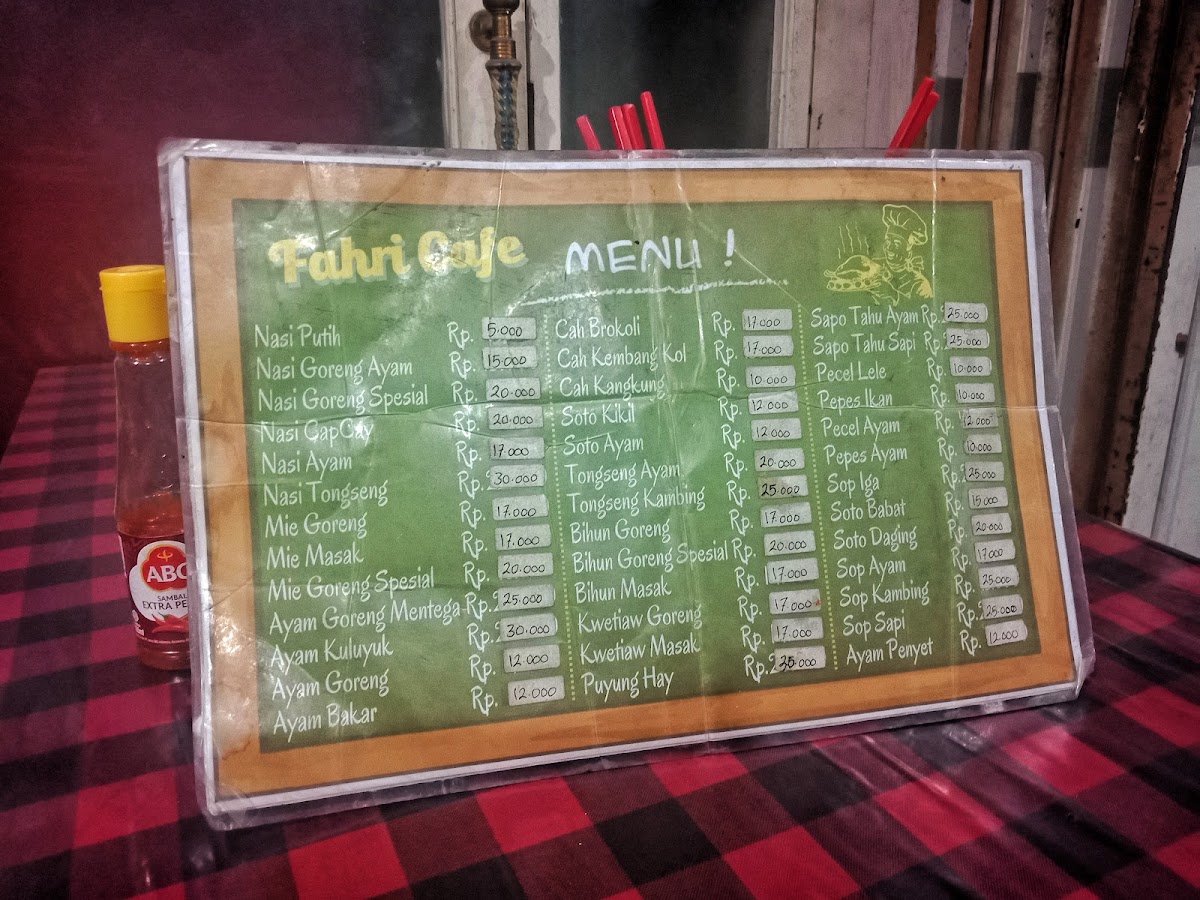 Fahri Cafe MENU !
Nasi Putih Rp. 5.000
Nasi Goreng Ayam Rp. 15.000
Nasi Goreng Spesial Rp. 20.000
Nasi CapCay Rp. 20.000
Nasi Ayam Rp. 17.000
Nasi Tongseng Rp. 30.000
Mie Goreng Rp. 17.000
Mie Masak Rp. 17.000
Mie Goreng Spesial Rp. 20.000
Ayam Goreng Mentega Rp. 25.000
Ayam Kuluyuk Rp. 30.000
Ayam Goreng Rp. 12.000
Ayam Bakar Rp. 12.000
Cah Brokoli Rp. 17.000
Cah Kembang Kol Rp. 17.000
Cah Kangkung Rp. 10.000
Soto Kikil Rp. 12.000
Soto Ayam Rp. 12.000
Tongseng Ayam Rp. 20.000
Tongseng Kambing Rp. 25.000
Bihun Goreng Rp. 17.000
Bihun Goreng Spesial Rp. 20.000
Bihun Masak Rp. 17.000
Kwetiaw Goreng Rp. 17.000
Kwetiaw Masak Rp. 17.000
Puyung Hay Rp.
Sapo Tahu Ayam Rp. 25.000
Sapo Tahu Sapi Rp. 25.000
Pecel Lele Rp. 10.000
Pepes Ikan Rp. 10.000
Pecel Ayam Rp. 12.000
Pepes Ayam Rp. 10.000
Sop Iga Rp. 25.000
Soto Babat Rp. 15.000
Soto Daging Rp. 20.000
Sop Ayam Rp. 17.000
Sop Kambing Rp. 25.000
Sop Sapi Rp. 25.000
Ayam Penyet Rp. 12.000
ABC
SAMBAL
EXTRA PE